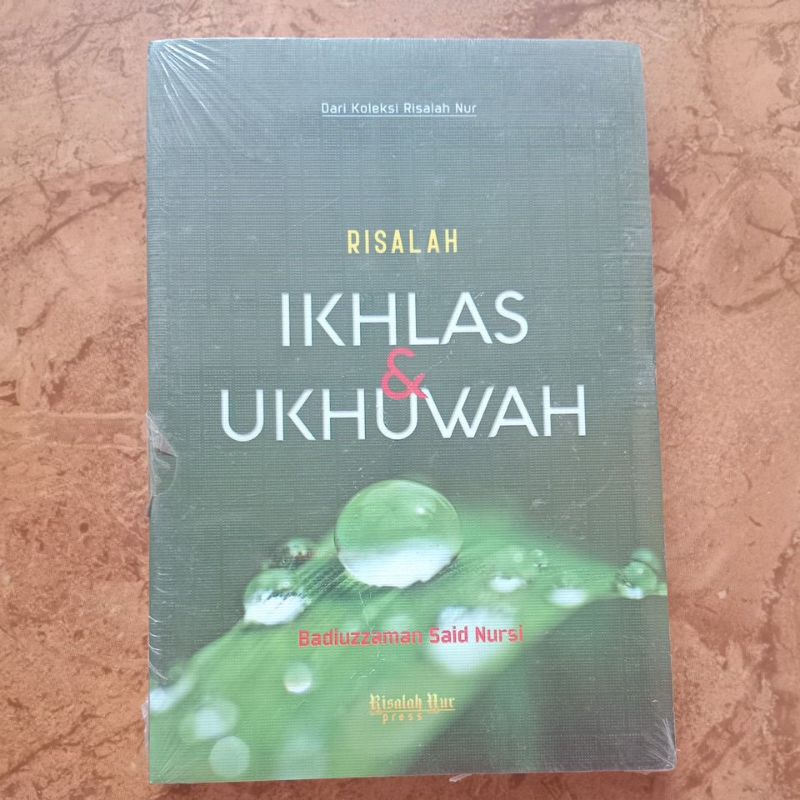 Dari Koleksi Risalah Nur
RISALAH
IKHLAS
&
UKHUWAH
Badiuzzaman Said Nursi
Risalah Nur
press